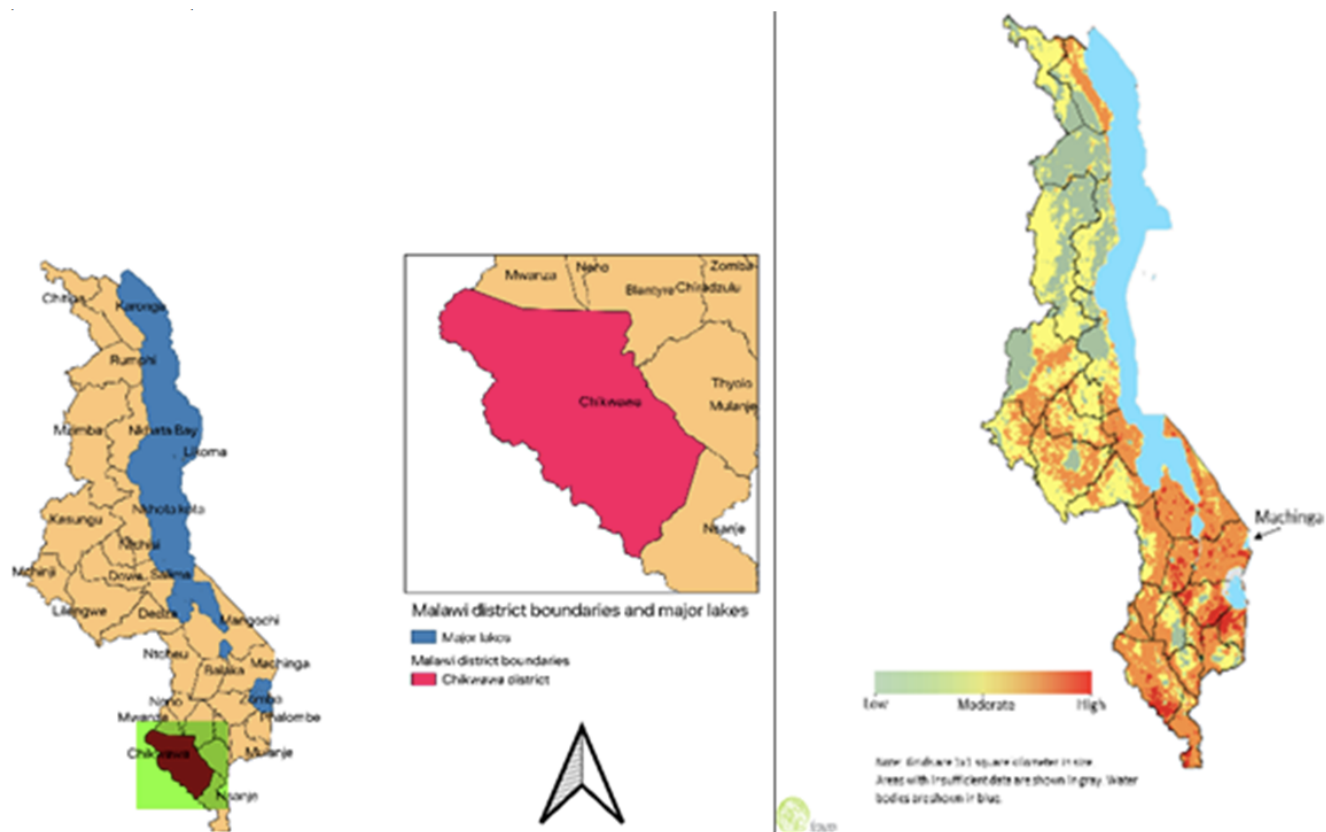 Chitipa
Karonga
Rumphi
Mzimba
Nkhata Bay
Likoma
Nkhota kota
Kasungu
Ntchisi
Mchinji
Dowa
Salima
Lilongwe
Dedza
Mangochi
Ntcheu
Balaka
Machinga
Neno
Zomba
Mwanza
Phalombe
Chikwawa
Mulanje
Nsanje
Mwanza
Neno
Zomba
Blantyre
Chiradzulu
Thyolo
Mulanje
Chikwawa
Nsanje
Malawi district boundaries and major lakes
Major lakes
Malawi district boundaries
Chikwawa district
Machinga
Low
Moderate
High
Note: Grids are 1x1 square kilometer in size.
Areas with insufficient data are shown in gray. Water
bodies are shown in blue.